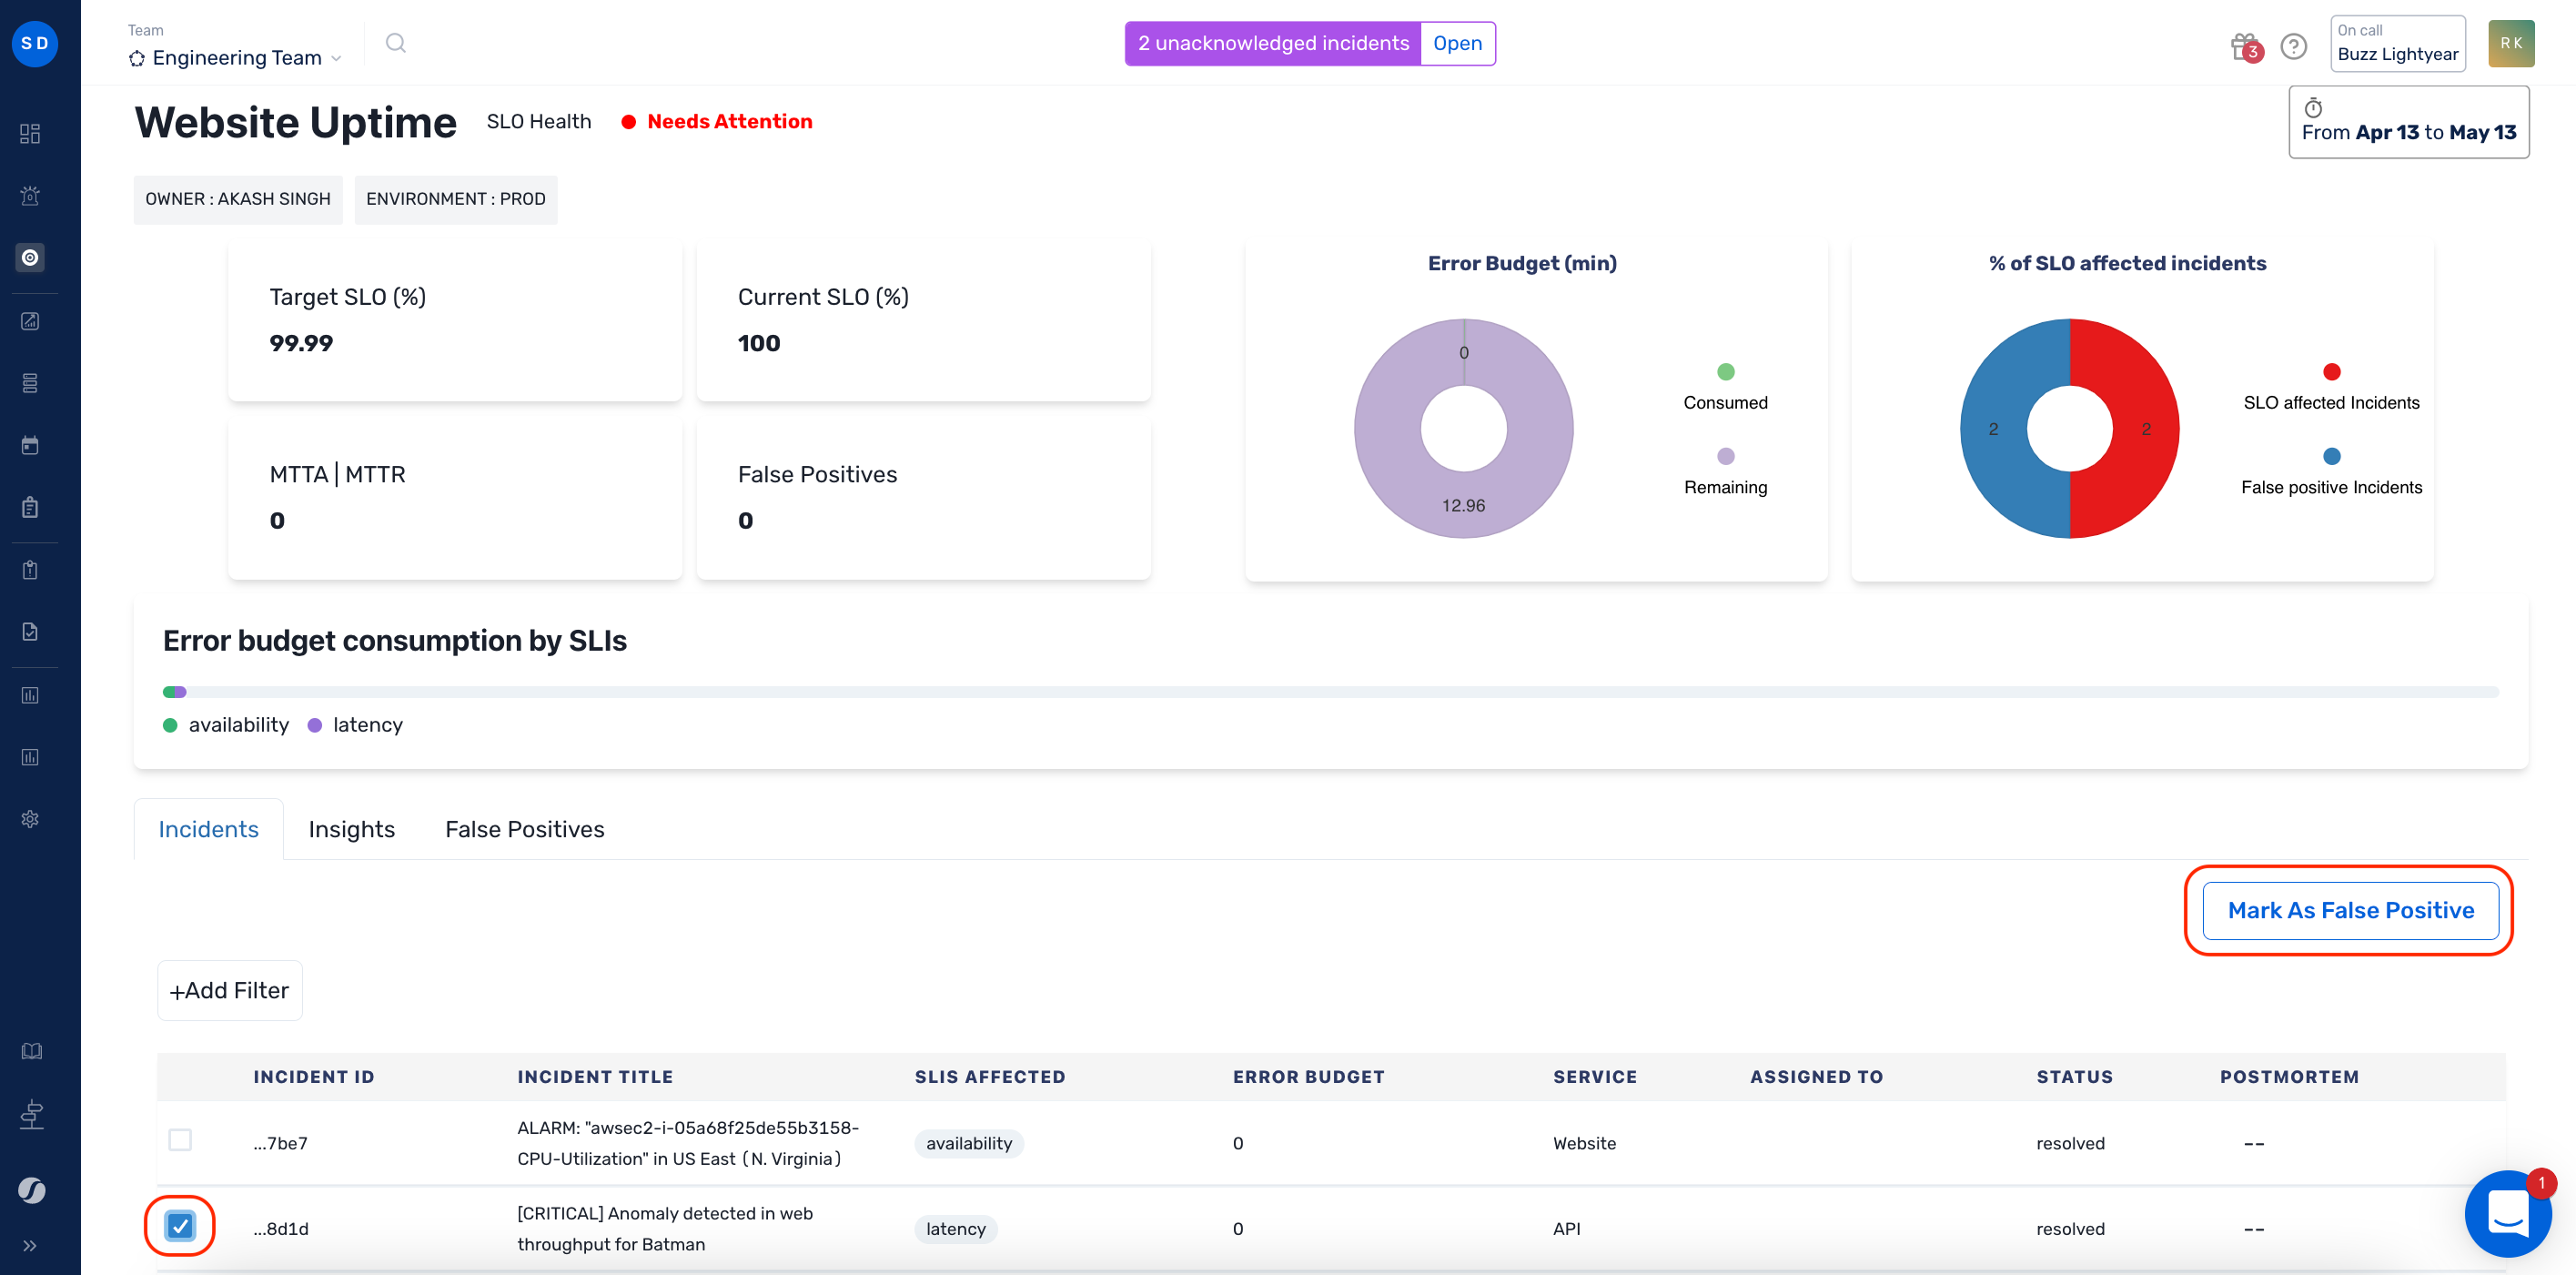 S D
Team
Engineering Team
2 unacknowledged incidents
Open
3
On call
Buzz Lightyear
R K
Website Uptime
SLO Health
Needs Attention
From Apr 13 to May 13
OWNER : AKASH SINGH
ENVIRONMENT : PROD
Target SLO (%)
99.99
Current SLO (%)
100
MTTA | MTTR
0
False Positives
0
Error Budget (min)
0
12.96
Consumed
Remaining
% of SLO affected incidents
2
2
SLO affected Incidents
False positive Incidents
Error budget consumption by SLIs
availability
latency
Incidents
Insights
False Positives
Mark As False Positive
+Add Filter
INCIDENT ID
INCIDENT TITLE
SLIS AFFECTED
ERROR BUDGET
SERVICE
ASSIGNED TO
STATUS
POSTMORTEM
...7be7
ALARM: "awsec2-i-05a68f25de55b3158-
CPU-Utilization" in US East (N. Virginia)
availability
0
Website
resolved
--
...8d1d
[CRITICAL] Anomaly detected in web
throughput for Batman
latency
0
API
resolved
--
1